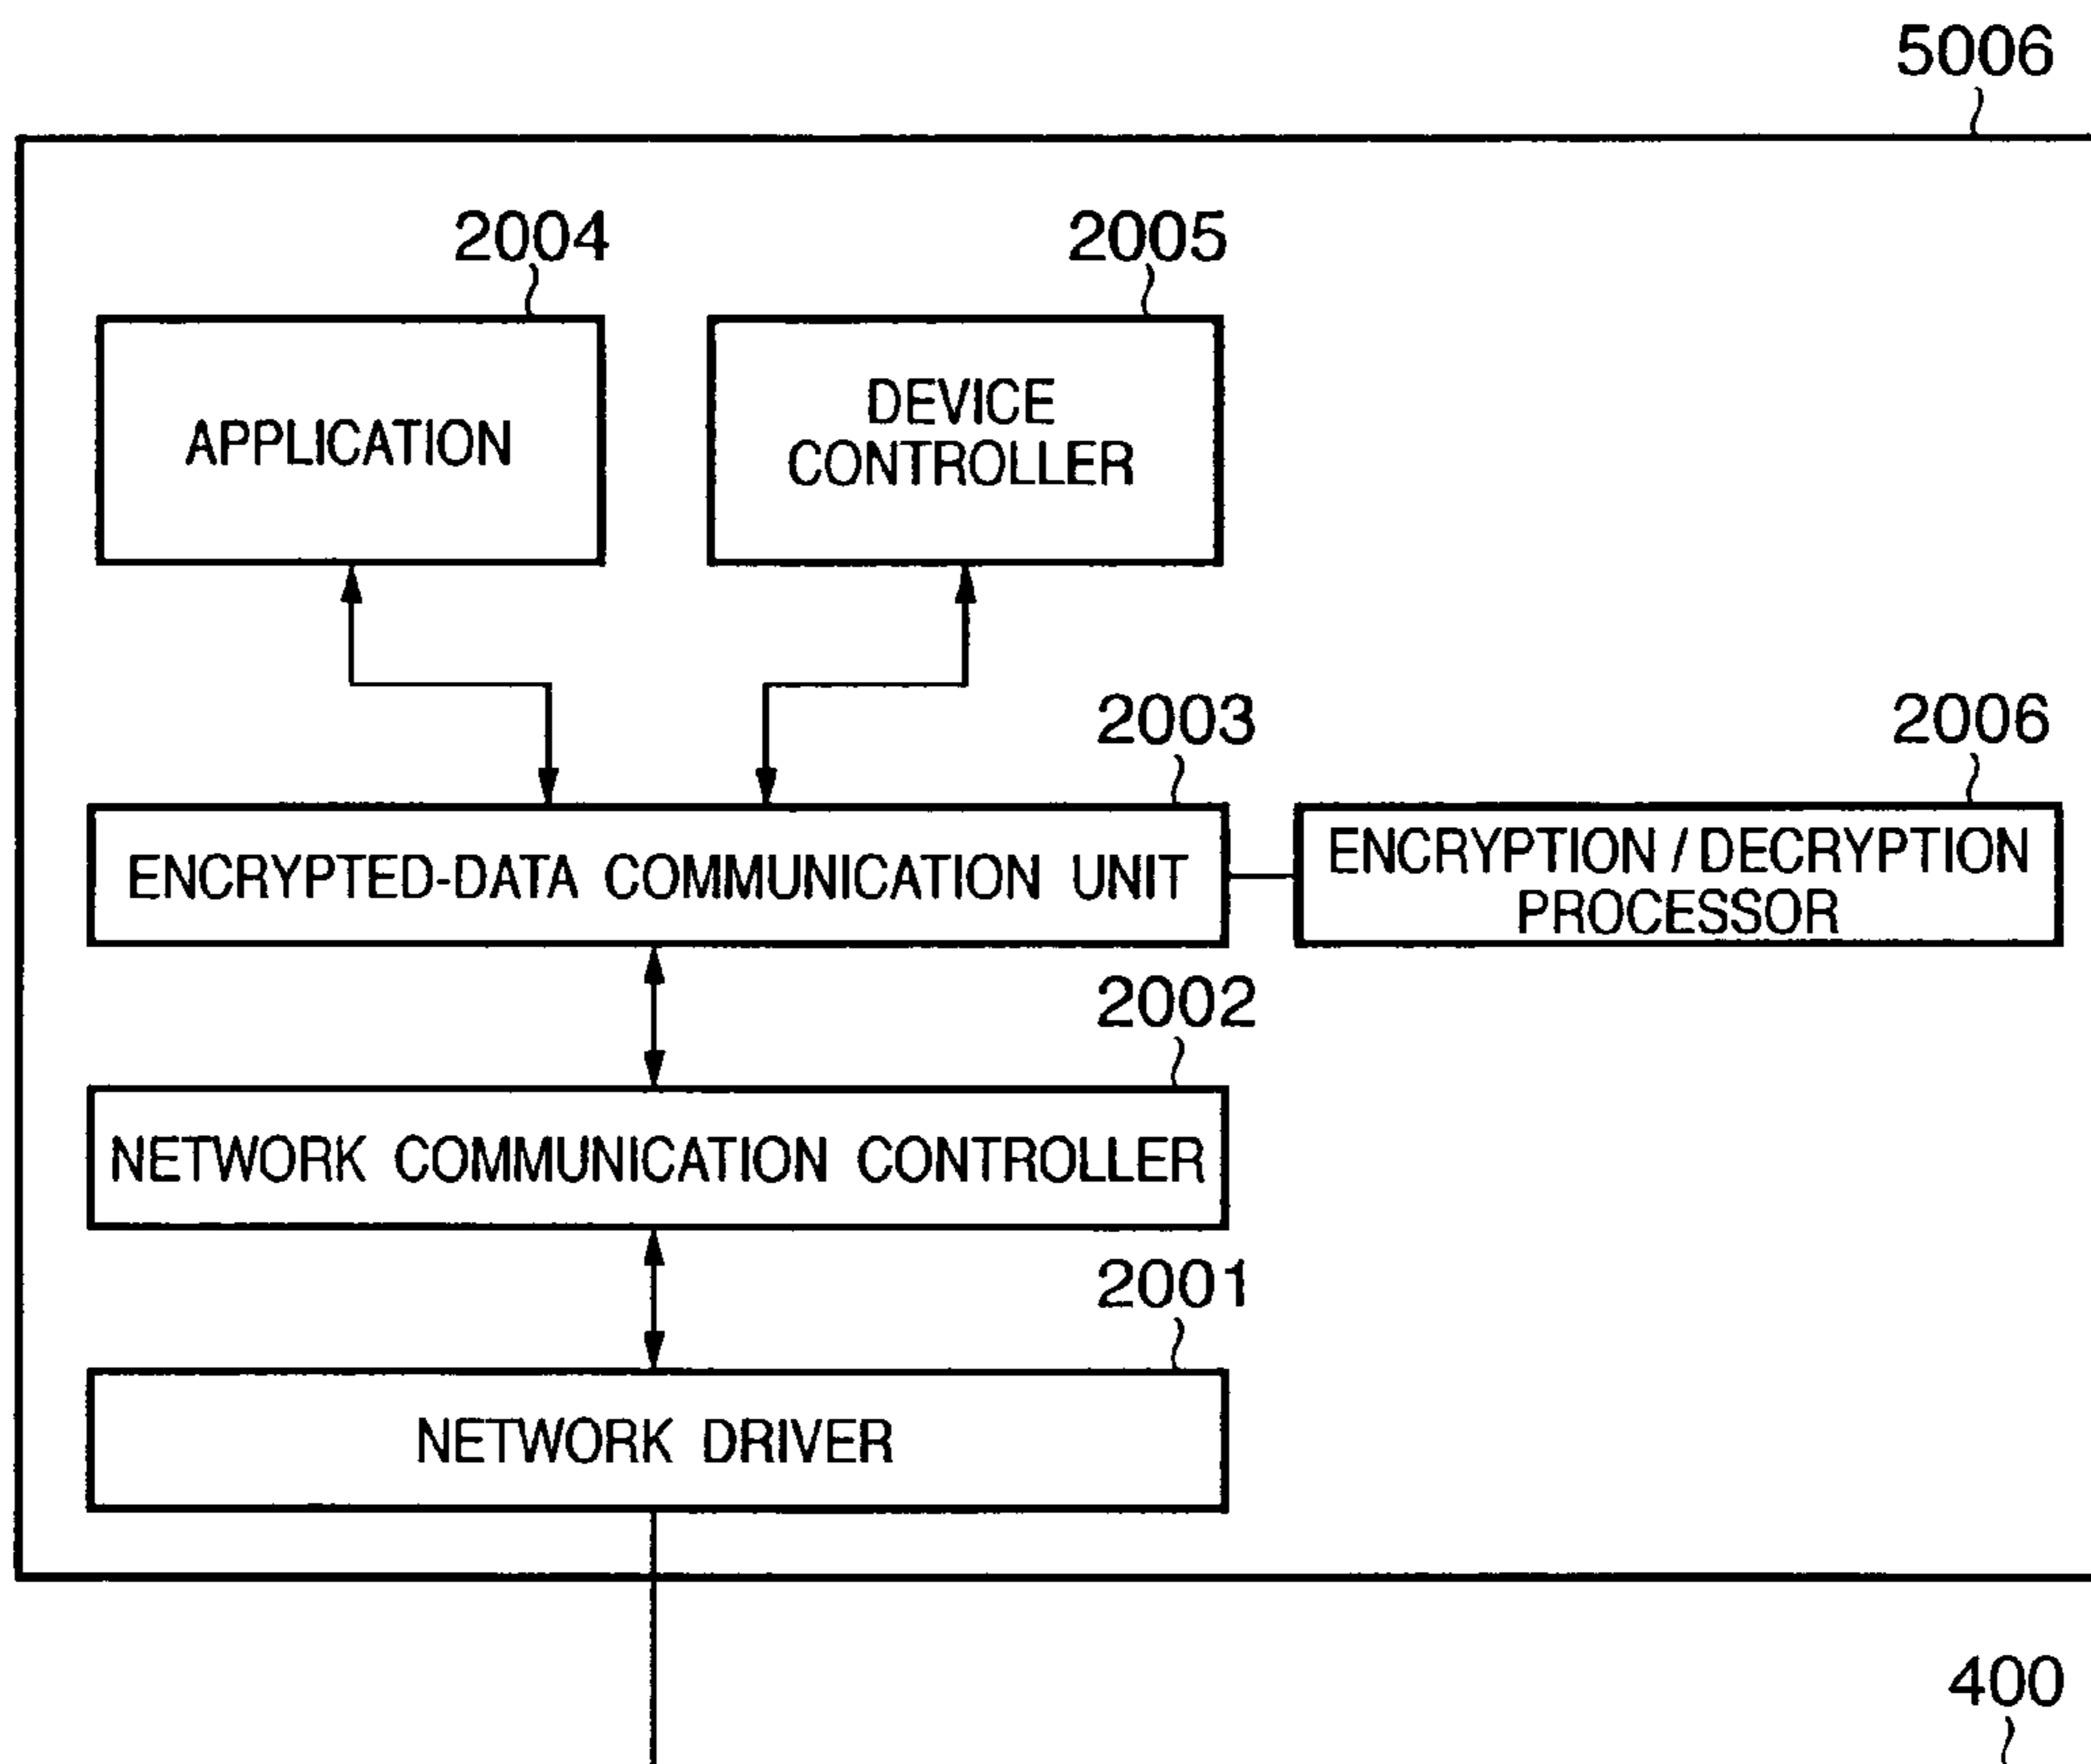 5006
2004
2005
APPLICATION
DEVICE
CONTROLLER
2003
2006
ENCRYPTED-DATA COMMUNICATION UNIT
ENCRYPTION / DECRYPTION
PROCESSOR
2002
NETWORK COMMUNICATION CONTROLLER
2001
NETWORK DRIVER
400